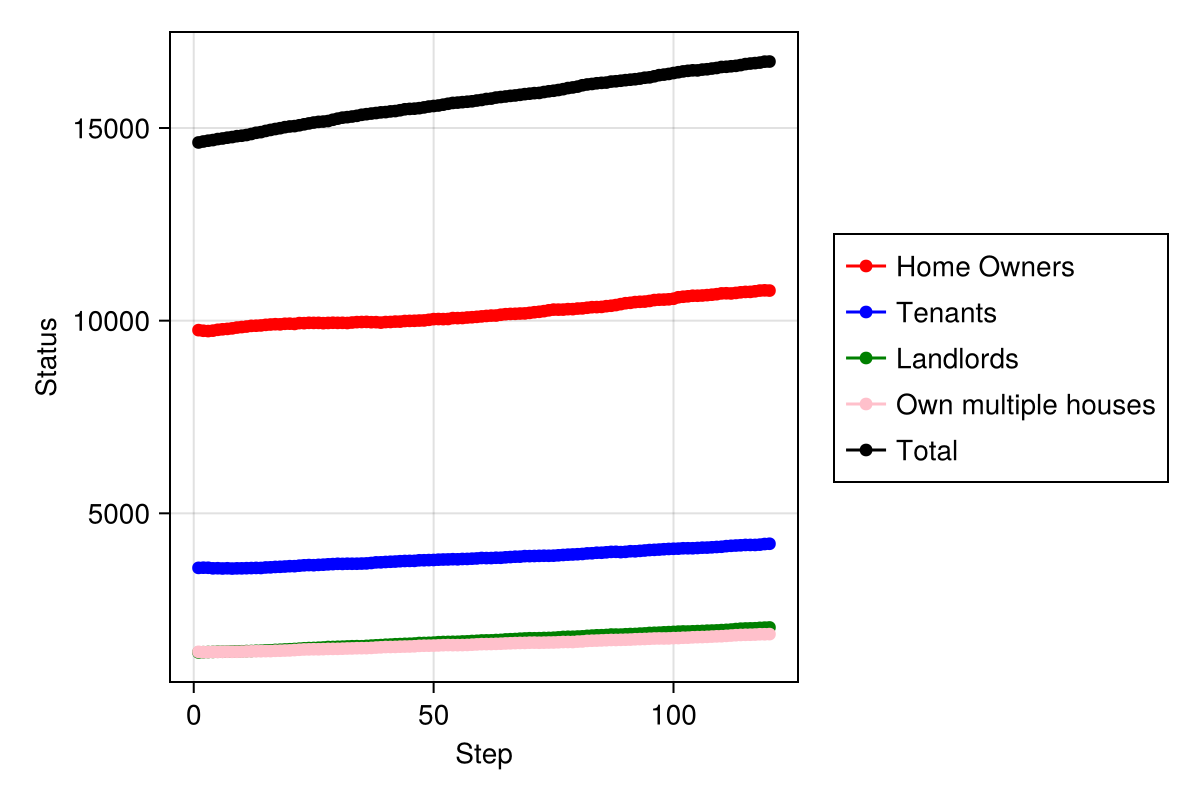 15000
10000
5000
Status
0
50
100
Step
Home Owners
Tenants
Landlords
Own multiple houses
Total